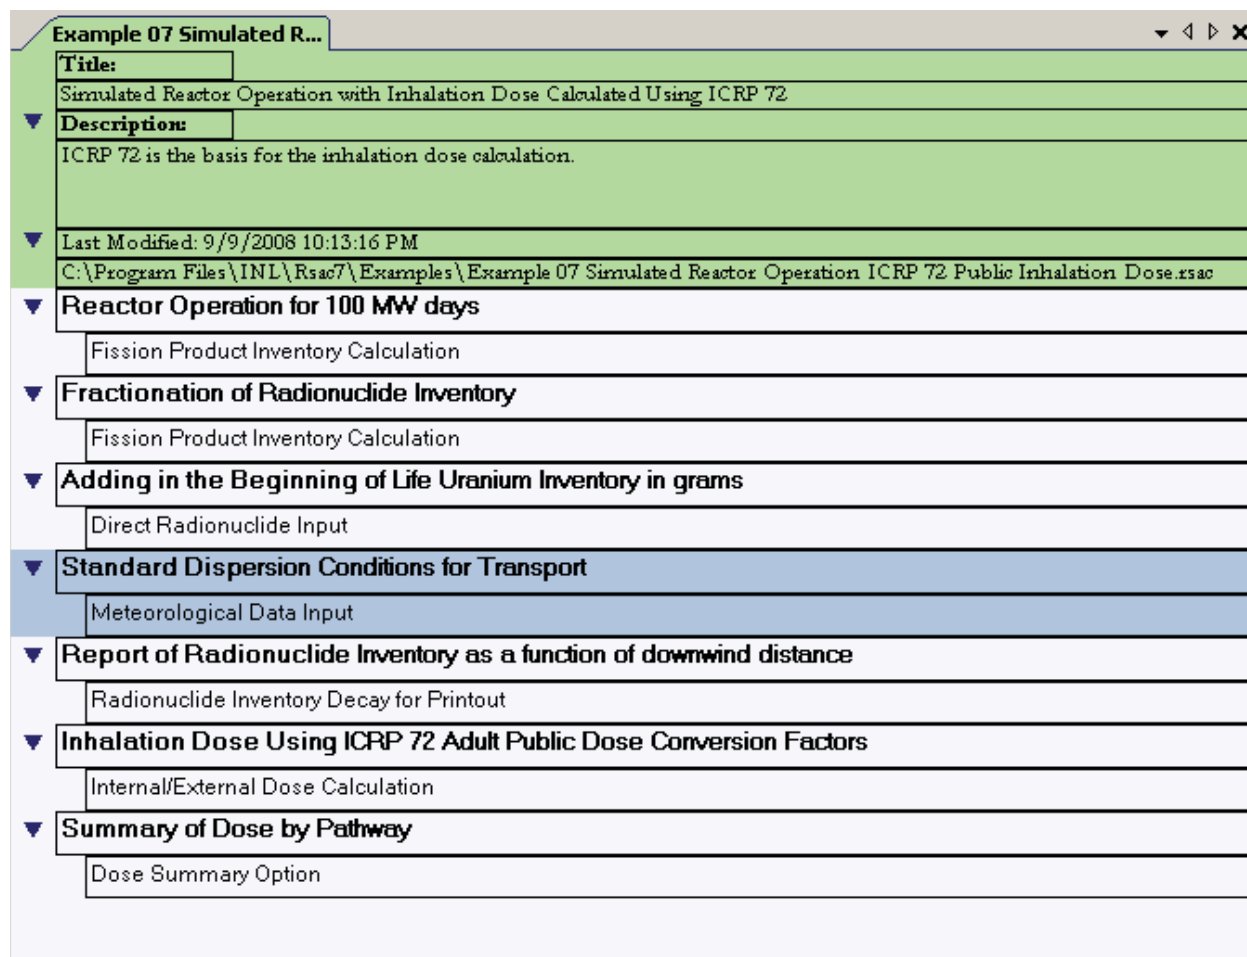 Example 07 Simulated R...
Title:
Simulated Reactor Operation with Inhalation Dose Calculated Using ICRP 72
Description:
ICRP 72 is the basis for the inhalation dose calculation.
Last Modified: 9/9/2008 10:13:16 PM
C:\Program Files\INL\Rsac7\Examples\Example 07 Simulated Reactor Operation ICRP 72 Public Inhalation Dose.rsac
Reactor Operation for 100 MW days
Fission Product Inventory Calculation
Fractionation of Radionuclide Inventory
Fission Product Inventory Calculation
Adding in the Beginning of Life Uranium Inventory in grams
Direct Radionuclide Input
Standard Dispersion Conditions for Transport
Meteorological Data Input
Report of Radionuclide Inventory as a function of downwind distance
Radionuclide Inventory Decay for Printout
Inhalation Dose Using ICRP 72 Adult Public Dose Conversion Factors
Internal/External Dose Calculation
Summary of Dose by Pathway
Dose Summary Option